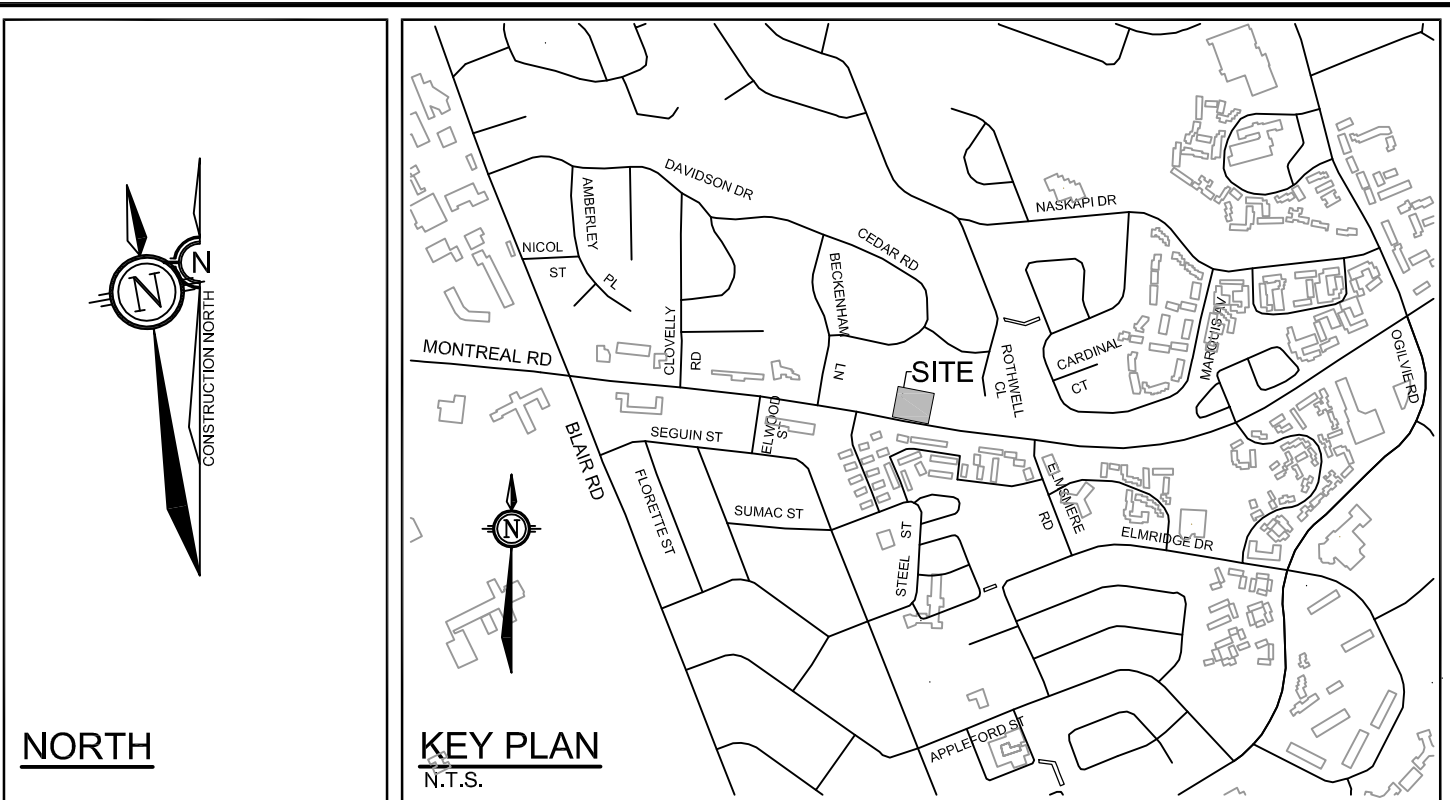 N
N
CONSTRUCTION NORTH
NORTH
DAVIDSON DR
AMBERLEY
PL
NICOL
ST
CLOVELLY
RD
BECKENHAM
LN
CEDAR RD
NASKAPI DR
MONTREAL RD
SITE
ROTHWELL
CL
CARDINAL
CT
MARQUIS AV
OGILVIE RD
BLAIR RD
SEGUIN ST
ELWOOD
ST
FLORETTE ST
SUMAC ST
STEEL ST
ELMSMERE
RD
ELMRIDGE DR
N
APPLEFORD ST
KEY PLAN
N.T.S.